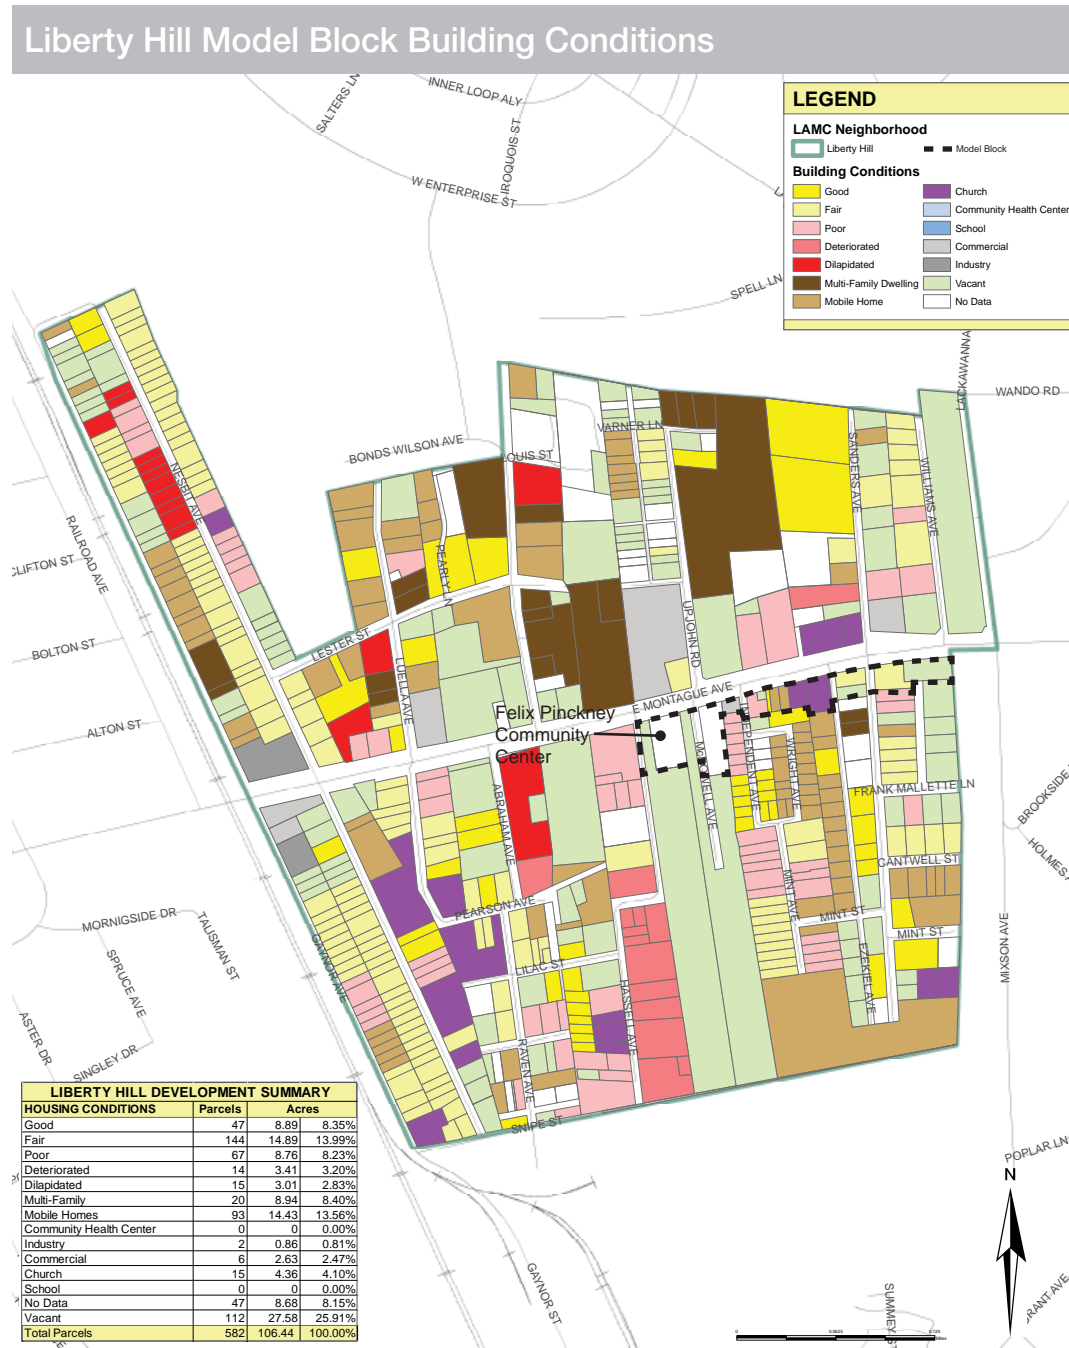 Liberty Hill Model Block Building Conditions
LEGEND
LAMC Neighborhood
Liberty Hill
Model Block
Building Conditions
Good
Fair
Poor
Deteriorated
Dilapidated
Multi-Family Dwelling
Mobile Home
Church
Community Health Center
School
Commercial
Industry
Vacant
No Data
SALTERS LN
INNER LOOP ALY
IROQUOIS ST
W ENTERPRISE ST
SPELL LN
LACKAWANNA
WANDO RD
BONDS WILSON AVE
OUIS ST
VARNER LN
SANDERS AVE
WILLIAMS AVE
NESBIT AVE
RAILROAD AVE
CLIFTON ST
PEARLY LN
BOLTON ST
LESTER ST
LUELLA AVE
UPJOHN RD
ALTON ST
E MONTAGUE AVE
Felix Pinckney
Community
Center
INDEPENDENT AVE
WRIGHT AVE
McDOWELL AVE
FRANK MALLETTE LN
BROOKSIDE
ABRAHAM AVE
HOLMES
CANTWELL ST
MINT AVE
PEARSON AVE
MINT ST
MINT ST
MORNIGSIDE DR
TALISMAN ST
SPRUCE AVE
GAYNOR AVE
LILAC ST
HASSELL AVE
EZEKIEL AVE
MIXSON AVE
ASTER DR
SINGLEY DR
RAVEN AVE
SNIPE ST
POPLAR LN
GAYNOR ST
SUMMEY ST
RANT AVE
N
0 0.0625 0.125
Miles
LIBERTY HILL DEVELOPMENT SUMMARY
HOUSING CONDITIONS Parcels Acres
Good 47 8.89 8.35%
Fair 144 14.89 13.99%
Poor 67 8.76 8.23%
Deteriorated 14 3.41 3.20%
Dilapidated 15 3.01 2.83%
Multi-Family 20 8.94 8.40%
Mobile Homes 93 14.43 13.56%
Community Health Center 0 0 0.00%
Industry 2 0.86 0.81%
Commercial 6 2.63 2.47%
Church 15 4.36 4.10%
School 0 0 0.00%
No Data 47 8.68 8.15%
Vacant 112 27.58 25.91%
Total Parcels 582 106.44 100.00%